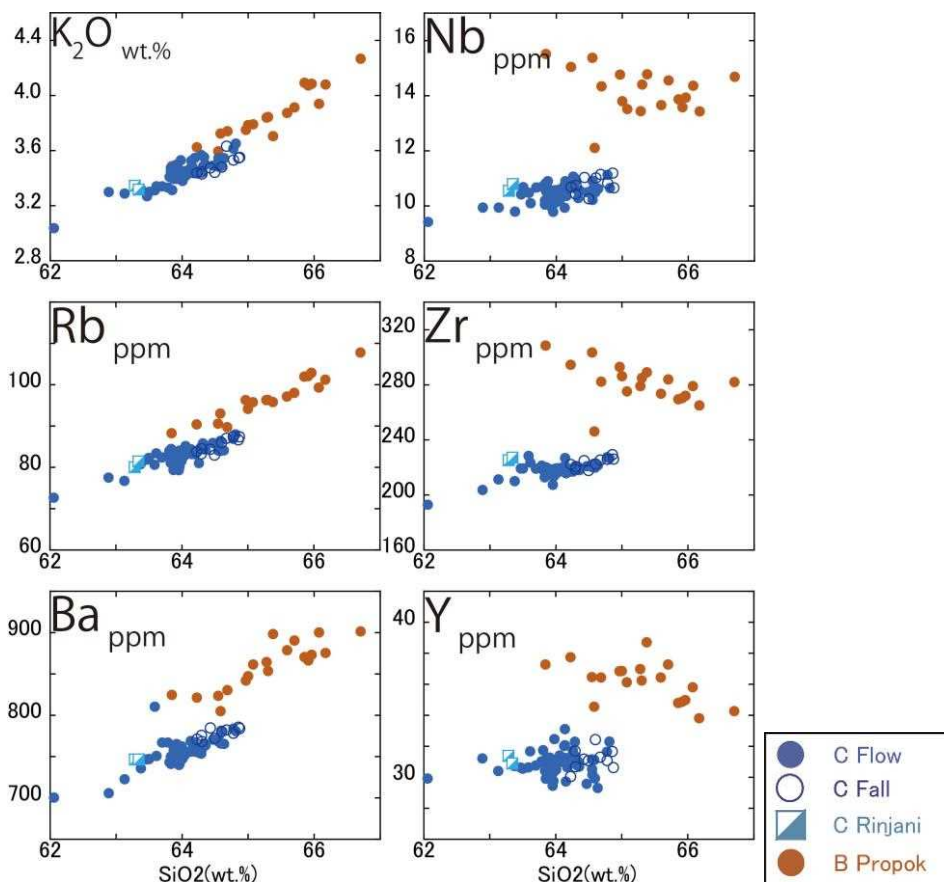 K2O wt.%
4.4
4.0
3.6
3.2
2.8
62 64 66
Nb ppm
16
14
12
10
8
62 64 66
Rb ppm
100
80
60
62 64 66
Zr ppm
320
280
240
200
160
62 64 66
Ba ppm
900
800
700
62 64 66
SiO2(wt.%)
Y ppm
40
30
62 64 66
SiO2(wt.%)
C Flow
C Fall
C Rinjani
B Propok